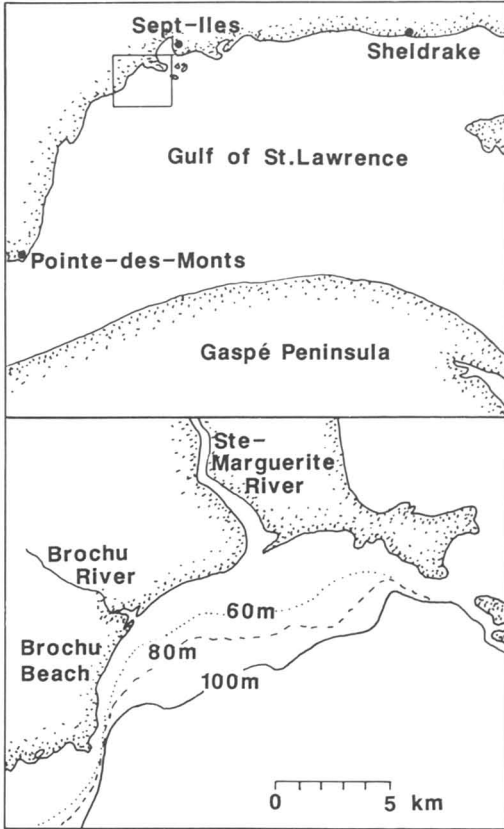 Sept-Iles
Sheldrake
Gulf of St.Lawrence
Pointe-des-Monts
Gaspé Peninsula
Ste-
Marguerite
River
Brochu
River
60m
Brochu
Beach
80m
100m
0 5 km